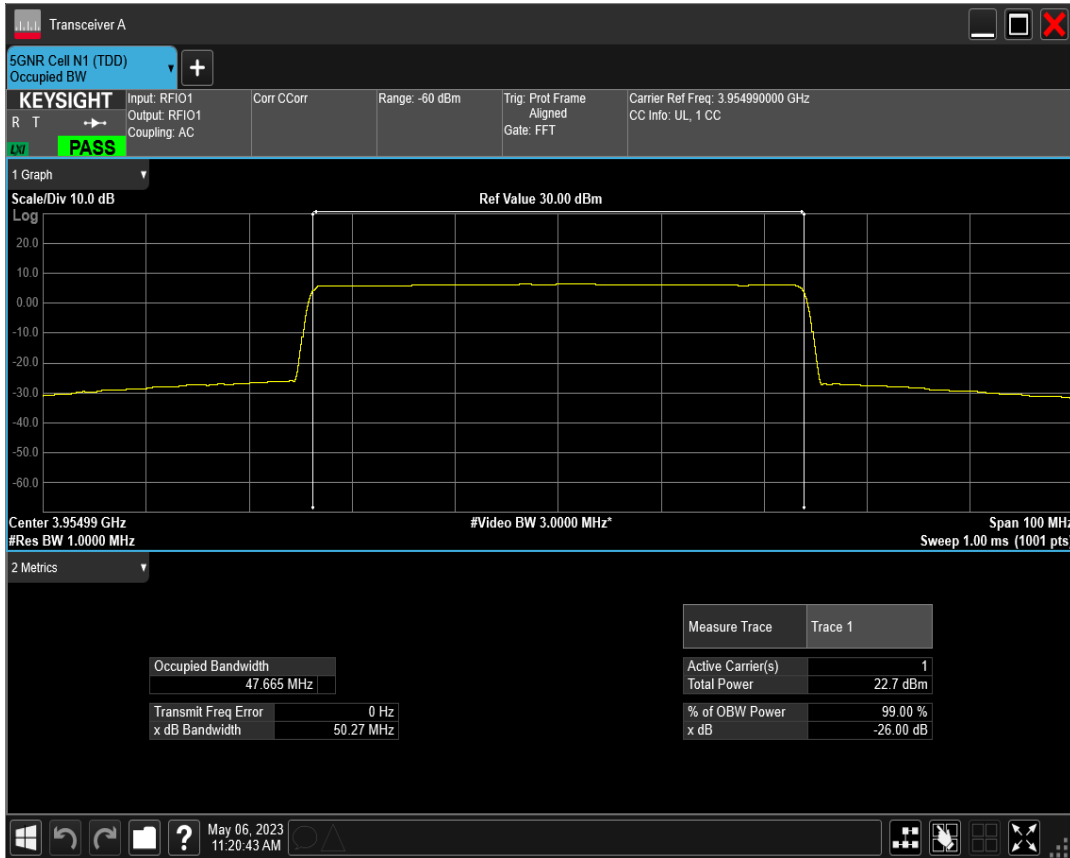 Transceiver A
5GNR Cell N1 (TDD)
Occupied BW
+
KEYSIGHT
R T
LXI
PASS
Input: RFIO1
Output: RFIO1
Coupling: AC
Corr CCorr
Range: -60 dBm
Trig: Prot Frame
Aligned
Gate: FFT
Carrier Ref Freq: 3.954990000 GHz
CC Info: UL, 1 CC
1 Graph
Scale/Div 10.0 dB
Ref Value 30.00 dBm
Log
20.0
10.0
0.00
-10.0
-20.0
-30.0
-40.0
-50.0
-60.0
Center 3.95499 GHz
#Video BW 3.0000 MHz*
Span 100 MHz
#Res BW 1.0000 MHz
Sweep 1.00 ms (1001 pts)
2 Metrics
Measure Trace Trace 1
Occupied Bandwidth
47.665 MHz
Transmit Freq Error 0 Hz
x dB Bandwidth 50.27 MHz
Active Carrier(s) 1
Total Power 22.7 dBm
% of OBW Power 99.00 %
x dB -26.00 dB
?
May 06, 2023
11:20:43 AM